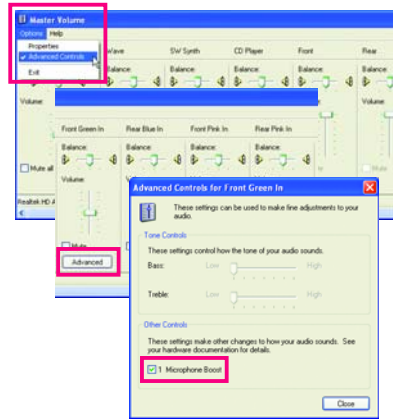 Master Volume
Options Help
Properties
Advanced Controls
Exit
Wave
SW Synth
CD Player
Front
Rear
Balance:
Balance:
Balance:
Balance:
Balance:
Volume:
Volume:
Mute all
Mute
Realtek HD A
Front Green In
Rear Blue In
Front Pink In
Rear Pink In
Balance:
Balance:
Balance:
Balance:
Volume:
Mute
Advanced
Advanced Controls for Front Green In
These settings can be used to make fine adjustments to your
audio.
Tone Controls
These settings control how the tone of your audio sounds.
Bass: Low High
Treble: Low High
Other Controls
These settings make other changes to how your audio sounds. See
your hardware documentation for details.
1 Microphone Boost
Close